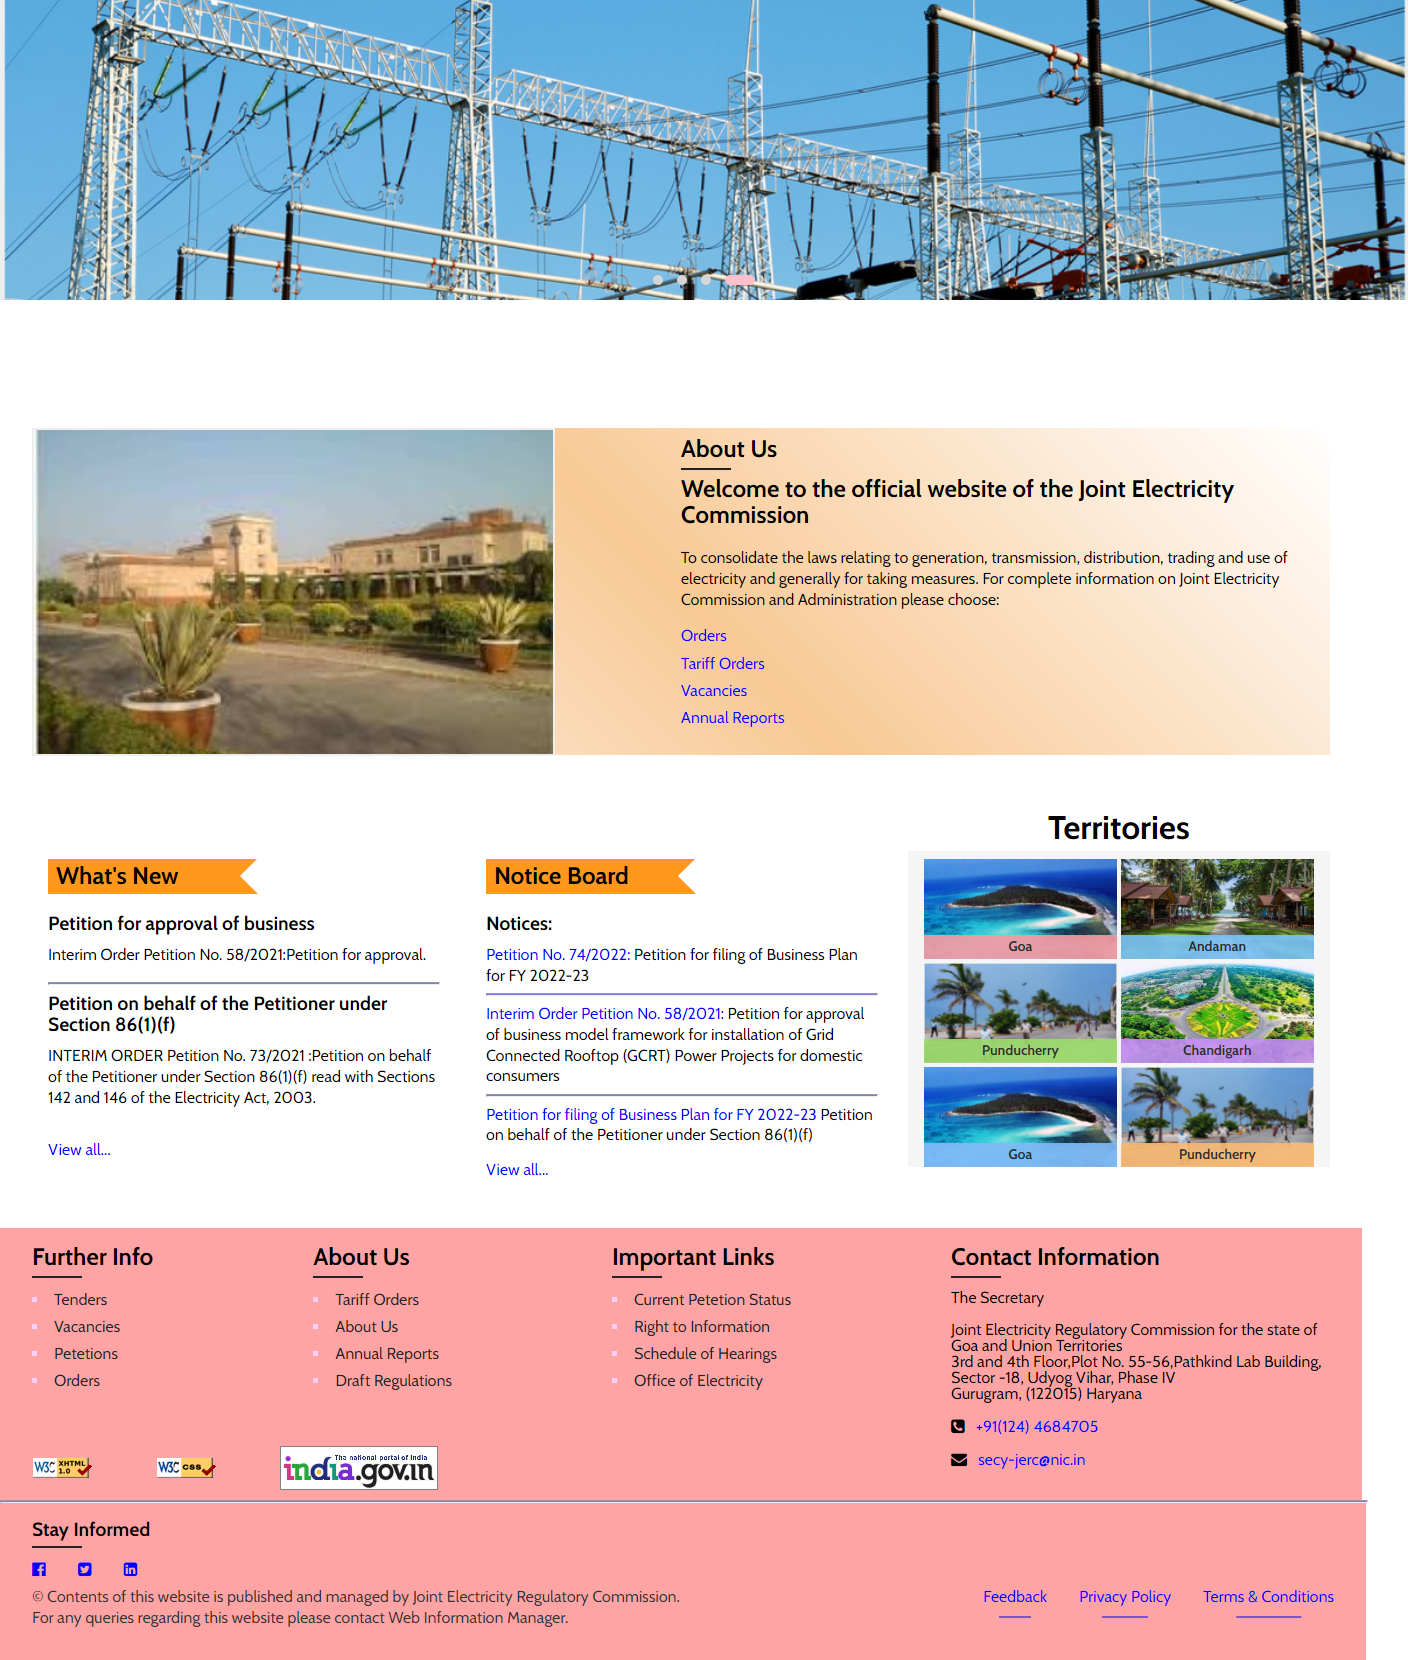 About Us
Welcome to the official website of the Joint Electricity
Commission
To consolidate the laws relating to generation, transmission, distribution, trading and use of
electricity and generally for taking measures. For complete information on Joint Electricity
Commission and Administration please choose:
Orders
Tariff Orders
Vacancies
Annual Reports
What's New
Petition for approval of business
Interim Order Petition No. 58/2021:Petition for approval.
Petition on behalf of the Petitioner under
Section 86(1)(f)
INTERIM ORDER Petition No. 73/2021 :Petition on behalf
of the Petitioner under Section 86(1)(f) read with Sections
142 and 146 of the Electricity Act, 2003.
View all...
Notice Board
Notices:
Petition No. 74/2022: Petition for filing of Business Plan
for FY 2022-23
Interim Order Petition No. 58/2021: Petition for approval
of business model framework for installation of Grid
Connected Rooftop (GCRT) Power Projects for domestic
consumers
Petition for filing of Business Plan for FY 2022-23 Petition
on behalf of the Petitioner under Section 86(1)(f)
View all...
Territories
Goa
Andaman
Punducherry
Chandigarh
Goa
Punducherry
Further Info
Tenders
Vacancies
Petetions
Orders
About Us
Tariff Orders
About Us
Annual Reports
Draft Regulations
Important Links
Current Petetion Status
Right to Information
Schedule of Hearings
Office of Electricity
Contact Information
The Secretary
Joint Electricity Regulatory Commission for the state of
Goa and Union Territories
3rd and 4th Floor,Plot No. 55-56,Pathkind Lab Building,
Sector -18, Udyog Vihar, Phase IV
Gurugram, (122015) Haryana
+91(124) 4684705
secy-jerc@nic.in
W3C XHTML 1.0
W3C CSS
The national portal of India
india.gov.in
Stay Informed
© Contents of this website is published and managed by Joint Electricity Regulatory Commission.
For any queries regarding this website please contact Web Information Manager.
Feedback
Privacy Policy
Terms & Conditions